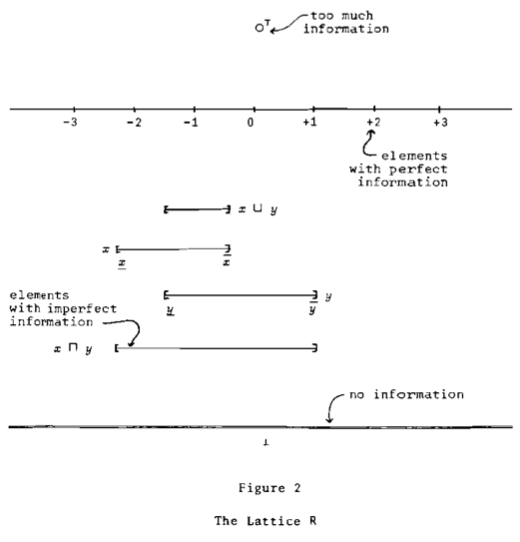 ⊤ too much
information
-3 -2 -1 0 +1 +2 +3
elements
with perfect
information
x ⊔ y
x
x̲ x̅
y
y̲ y̅
elements
with imperfect
information
x ⊓ y
no information
⊥
Figure 2
The Lattice R